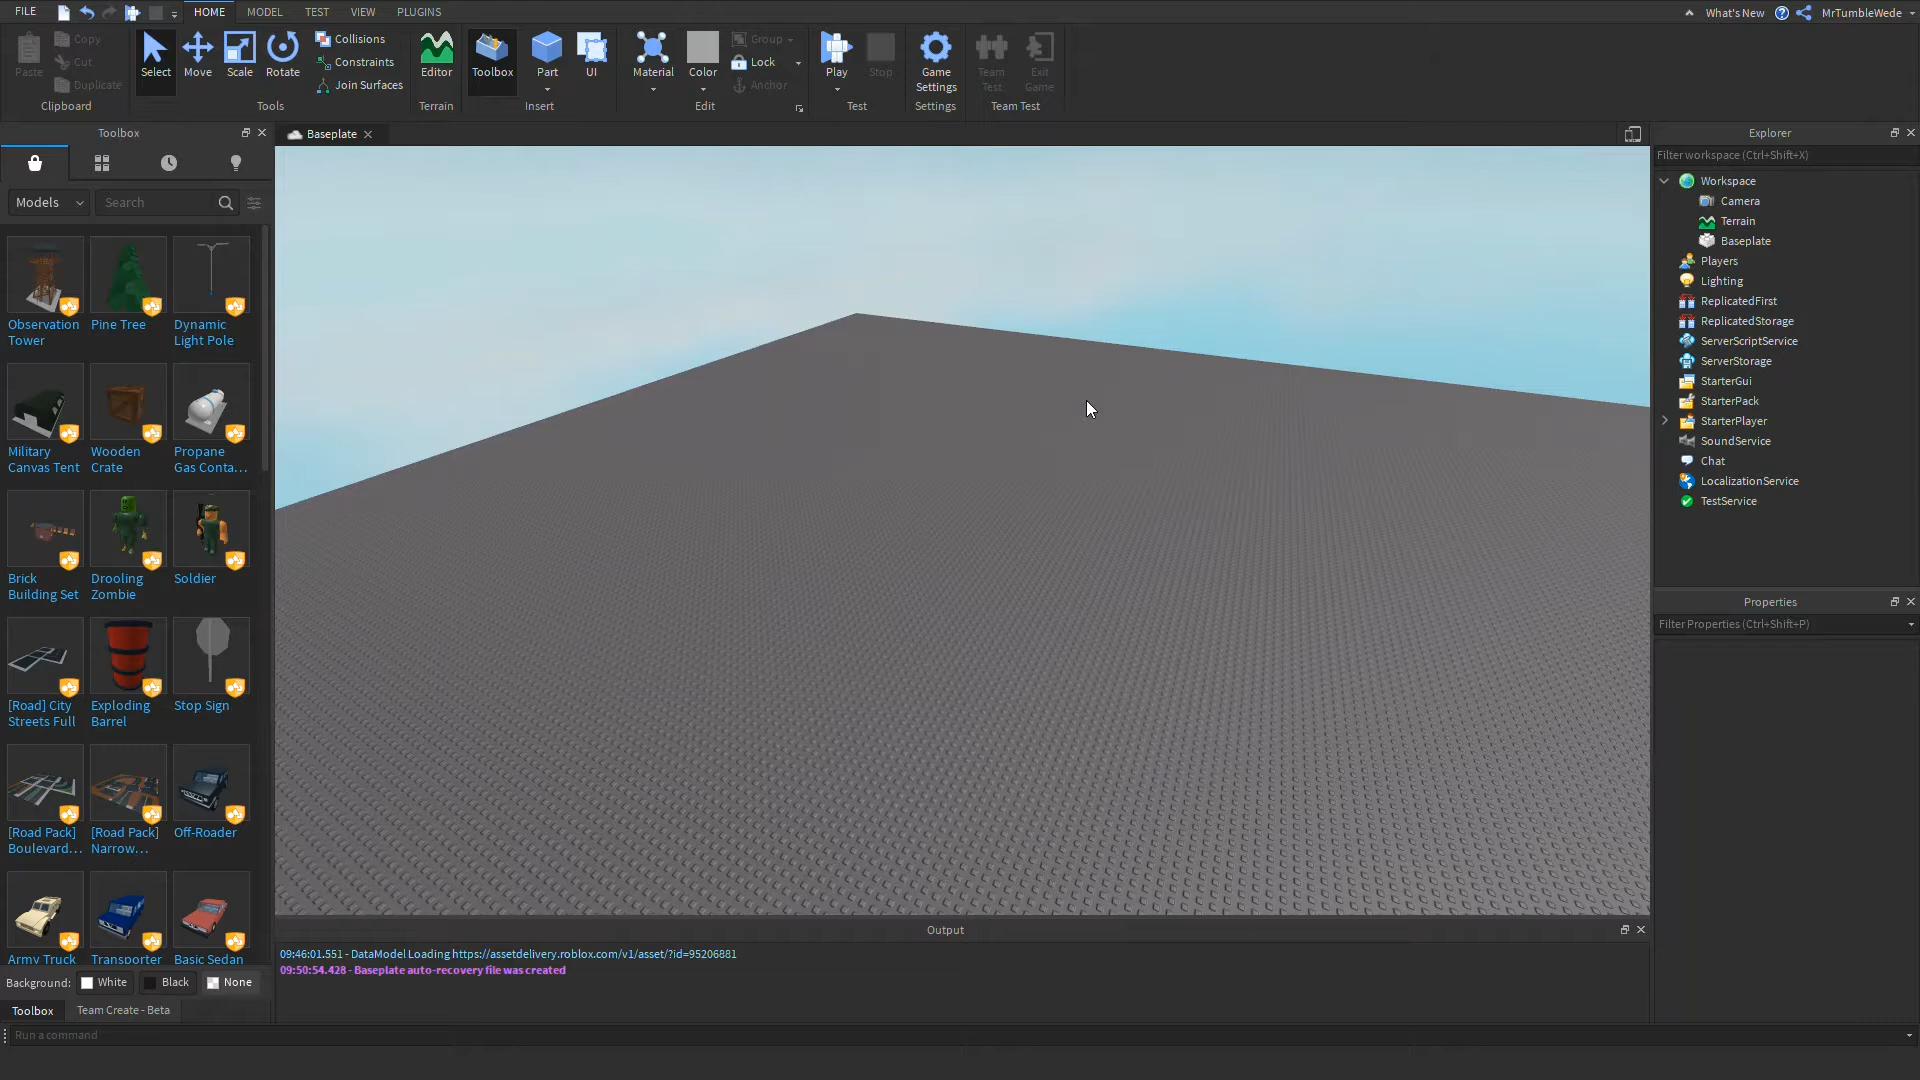 FILE
HOME
MODEL
TEST
VIEW
PLUGINS
What's New
MrTumbleWede
Paste
Copy
Cut
Duplicate
Clipboard
Select
Move
Scale
Rotate
Collisions
Constraints
Join Surfaces
Tools
Editor
Terrain
Toolbox
Part
UI
Insert
Material
Color
Group
Lock
Anchor
Edit
Play
Stop
Test
Game
Settings
Settings
Team
Test
Exit
Game
Team Test
Toolbox
Models
Search
Observation
Tower
Pine Tree
Dynamic
Light Pole
Military
Canvas Tent
Wooden
Crate
Propane
Gas Conta...
Brick
Building Set
Drooling
Zombie
Soldier
[Road] City
Streets Full
Exploding
Barrel
Stop Sign
[Road Pack]
Boulevard...
[Road Pack]
Narrow...
Off-Roader
Army Truck
Transporter
Basic Sedan
Background:
White
Black
None
Toolbox
Team Create - Beta
Run a command
Baseplate
Output
09:46:01.551 - DataModel Loading https://assetdelivery.roblox.com/v1/asset/?id=95206881
09:50:54.428 - Baseplate auto-recovery file was created
Explorer
Filter workspace (Ctrl+Shift+X)
Workspace
Camera
Terrain
Baseplate
Players
Lighting
ReplicatedFirst
ReplicatedStorage
ServerScriptService
ServerStorage
StarterGui
StarterPack
StarterPlayer
SoundService
Chat
LocalizationService
TestService
Properties
Filter Properties (Ctrl+Shift+P)